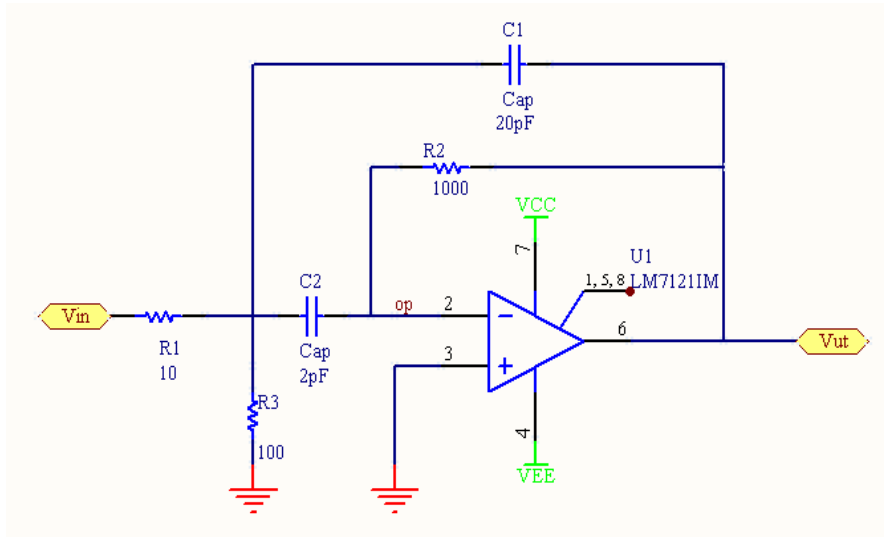 C1
Cap
20pF
R2
1000
VCC
7
U1
1, 5, 8
LM7121IM
C2
op
2
Vin
6
Vut
R1
10
Cap
2pF
3
R3
100
4
VEE